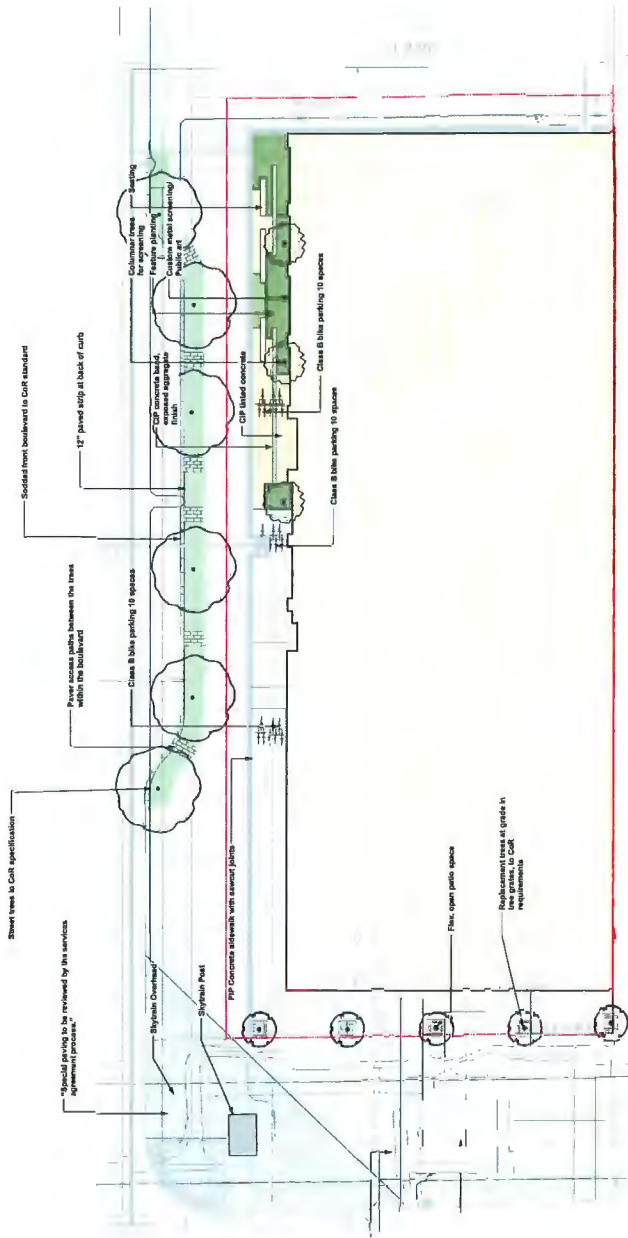 Street trees to CoR specification
"Special paving to be reviewed by the services
agreement process."
Skytrain Overhead
Skytrain Post
Paver access paths between the trees
within the boulevard
Class B bike parking 10 spaces
PIP Concrete sidewalk with sawcut joints
Sodded front boulevard to CoR standard
12" paved strip at back of curb
CIP concrete band,
exposed aggregate
finish
CIP tinted concrete
Columnar trees
for screening
Feature planting
Custom metal screening/
Public art
Seating
Class B bike parking 10 spaces
Class B bike parking 10 spaces
Flex, open patio space
Replacement trees at grade in
tree grates, to CoR
requirements